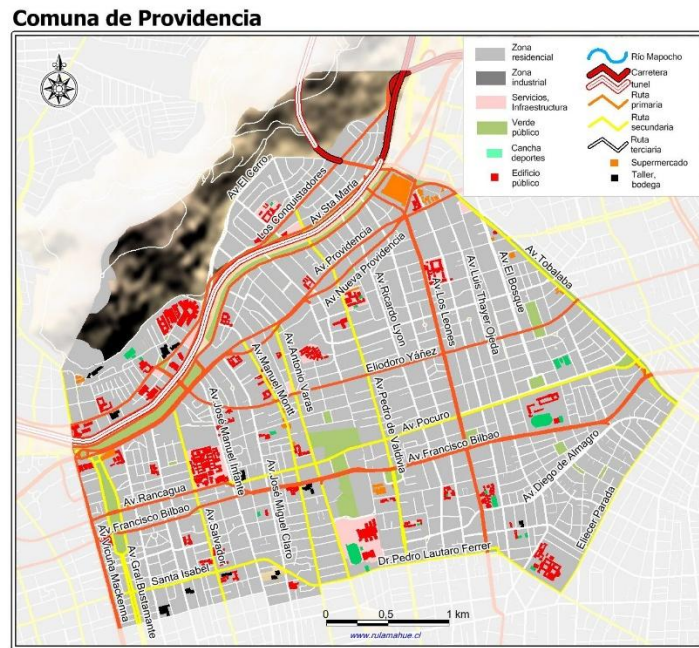 Comuna de Providencia
Zona
residencial
Zona
industrial
Servicios,
Infraestructura
Verde
público
Cancha
deportes
Edificio
público
Río Mapocho
Carretera
tunel
Ruta
primaria
Ruta
secundaria
Ruta
terciaria
Supermercado
Taller,
bodega
Av.El Cerro
Los Conquistadores
Av.Sta María
Av.Providencia
Av.Nueva Providencia
Av.Tobalaba
Av.El Bosque
Av.Luis Thayer Ojeda
Av.Los Leones
Av.Ricardo Lyon
Eliodoro Yáñez
Av.Antonio Varas
Av.Manuel Montt
Av.Pedro de Valdivia
Av.José Manuel Infante
Av.Pocuro
Av.Francisco Bilbao
Av.Diego de Almagro
Eliecer Parada
Av.Rancagua
Francisco Bilbao
Av.José Miguel Claro
Av.Salvador
Av.Vicuña Mackenna
Av.Gral Bustamante
Santa Isabel
Dr.Pedro Lautaro Ferrer
0 0,5 1 km
www.rulamahue.cl